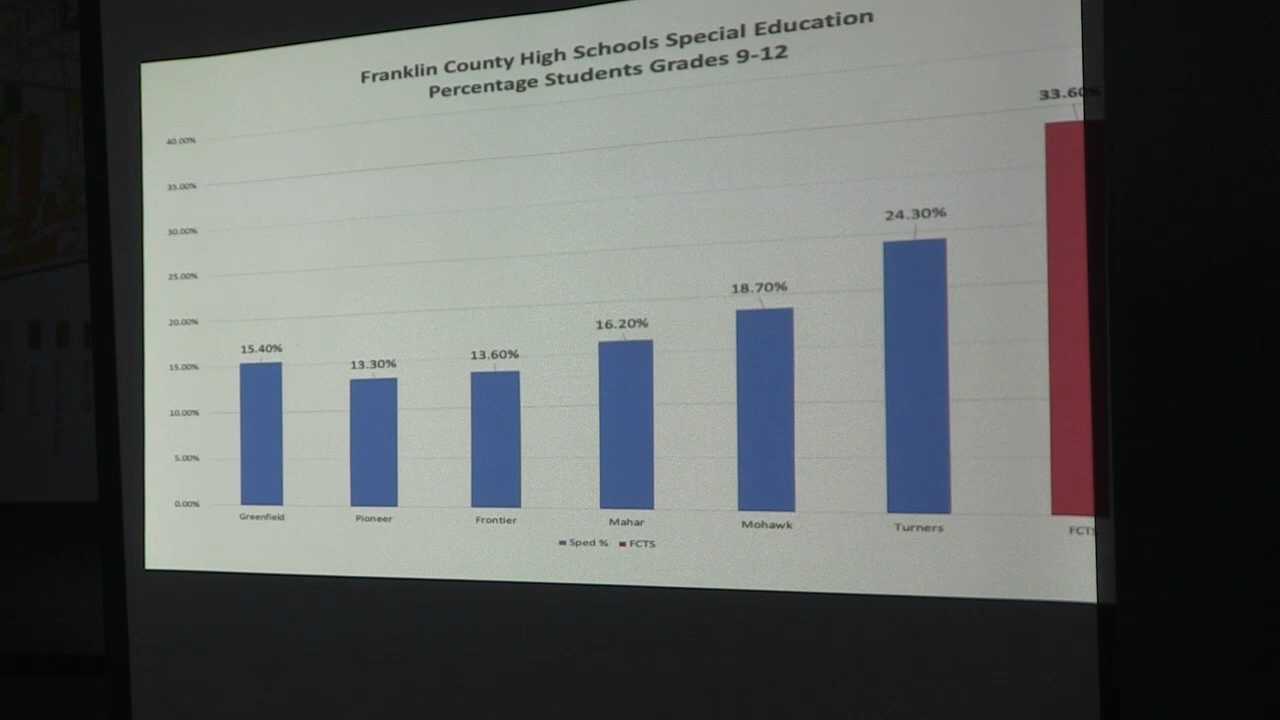 Franklin County High Schools Special Education
Percentage Students Grades 9-12
40.00%
35.00%
30.00%
25.00%
20.00%
15.00%
10.00%
5.00%
0.00%
15.40%
13.30%
13.60%
16.20%
18.70%
24.30%
33.60%
Greenfield
Pioneer
Frontier
Mahar
Mohawk
Turners
FCTS
Sped % FCTS